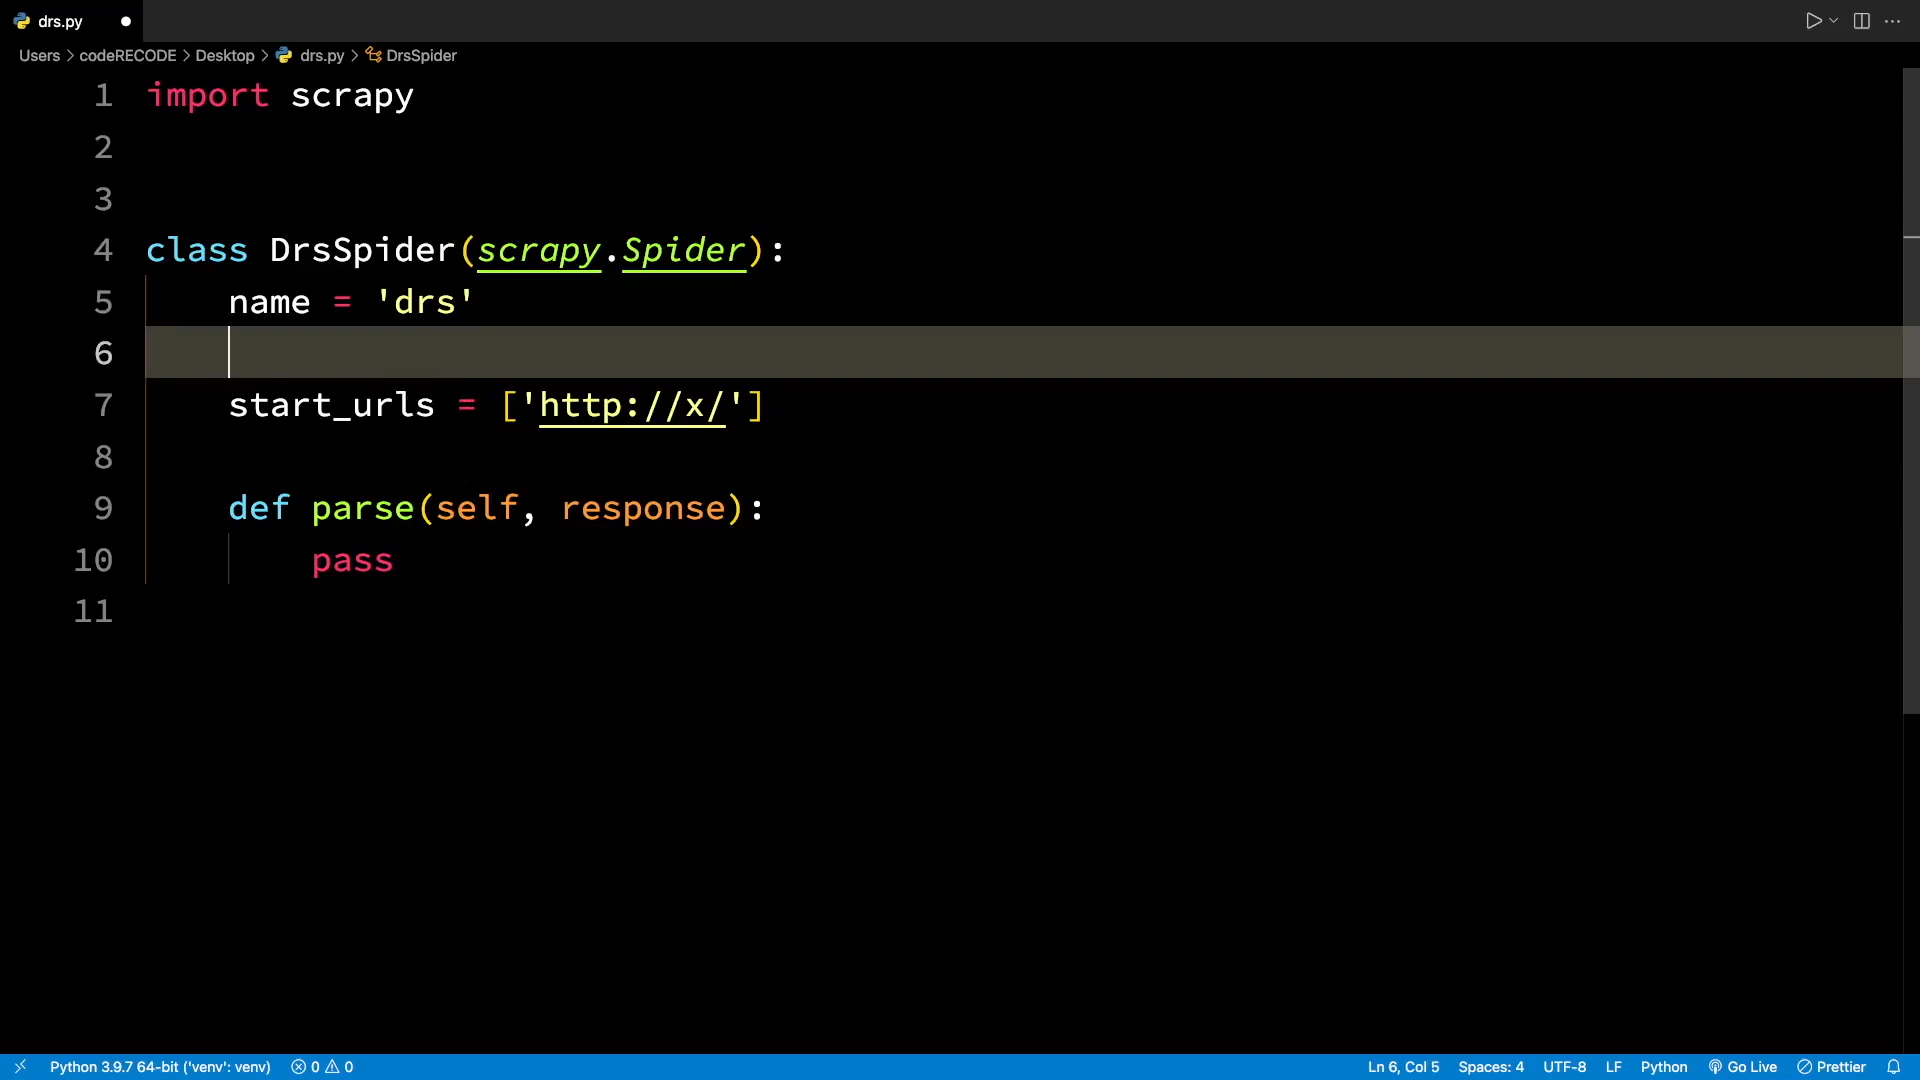 drs.py
Users > codeRECODE > Desktop > drs.py > DrsSpider
1 import scrapy
2
3
4 class DrsSpider(scrapy.Spider):
5     name = 'drs'
6
7     start_urls = ['http://x/']
8
9     def parse(self, response):
10         pass
11
Python 3.9.7 64-bit ('venv': venv) 0 0 Ln 6, Col 5 Spaces: 4 UTF-8 LF Python Go Live Prettier